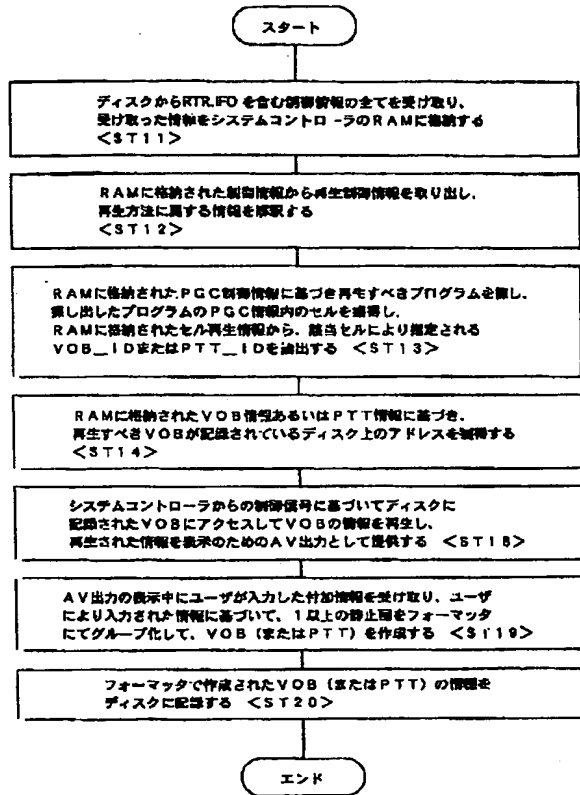 スタート
ディスクからRTR.IFOを含む制御情報の全てを受け取り、
受け取った情報をシステムコントローラのRAMに格納する
<ST11>
RAMに格納された制御情報から再生制御情報を取り出し、
再生方法に関する情報を解釈する
<ST12>
RAMに格納されたPGC制御情報に基づき再生すべきプログラムを探し、
探し出したプログラムのPGC情報内のセルを獲得し、
RAMに格納されたセル再生情報から、該当セルにより指定される
VOB_IDまたはPTT_IDを抽出する <ST13>
RAMに格納されたVOB情報あるいはPTT情報に基づき、
再生すべきVOBが記録されているディスク上のアドレスを獲得する
<ST14>
システムコントローラからの制御信号に基づいてディスクに
記録されたVOBにアクセスしてVOBの情報を再生し、
再生された情報を表示のためのAV出力として提供する <ST18>
AV出力の表示中にユーザが入力した付加情報を受け取り、ユーザ
により入力された情報に基づいて、1以上の静止画をフォーマッタ
にてグループ化して、VOB(またはPTT)を作成する <ST19>
フォーマッタで作成されたVOB(またはPTT)の情報を
ディスクに記録する <ST20>
エンド